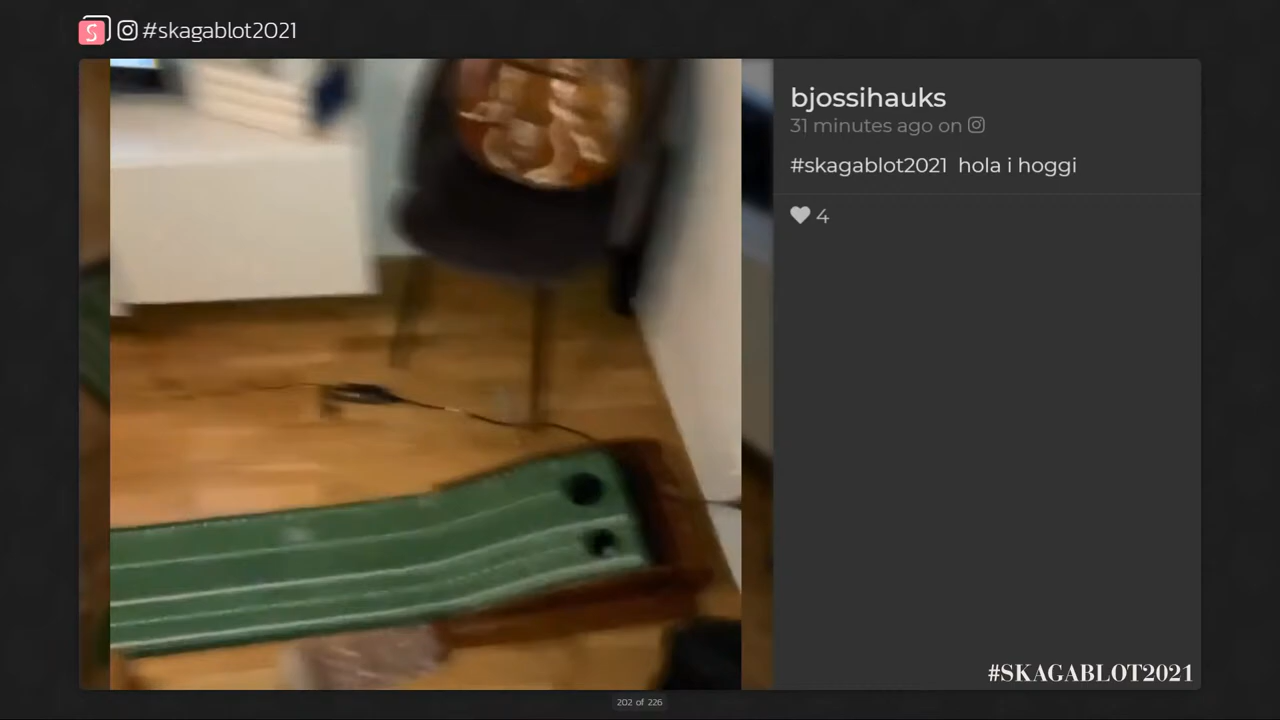 #skagablot2021
bjossihauks
31 minutes ago on
#skagablot2021 hola i hoggi
4
#SKAGABLOT2021
202 of 226